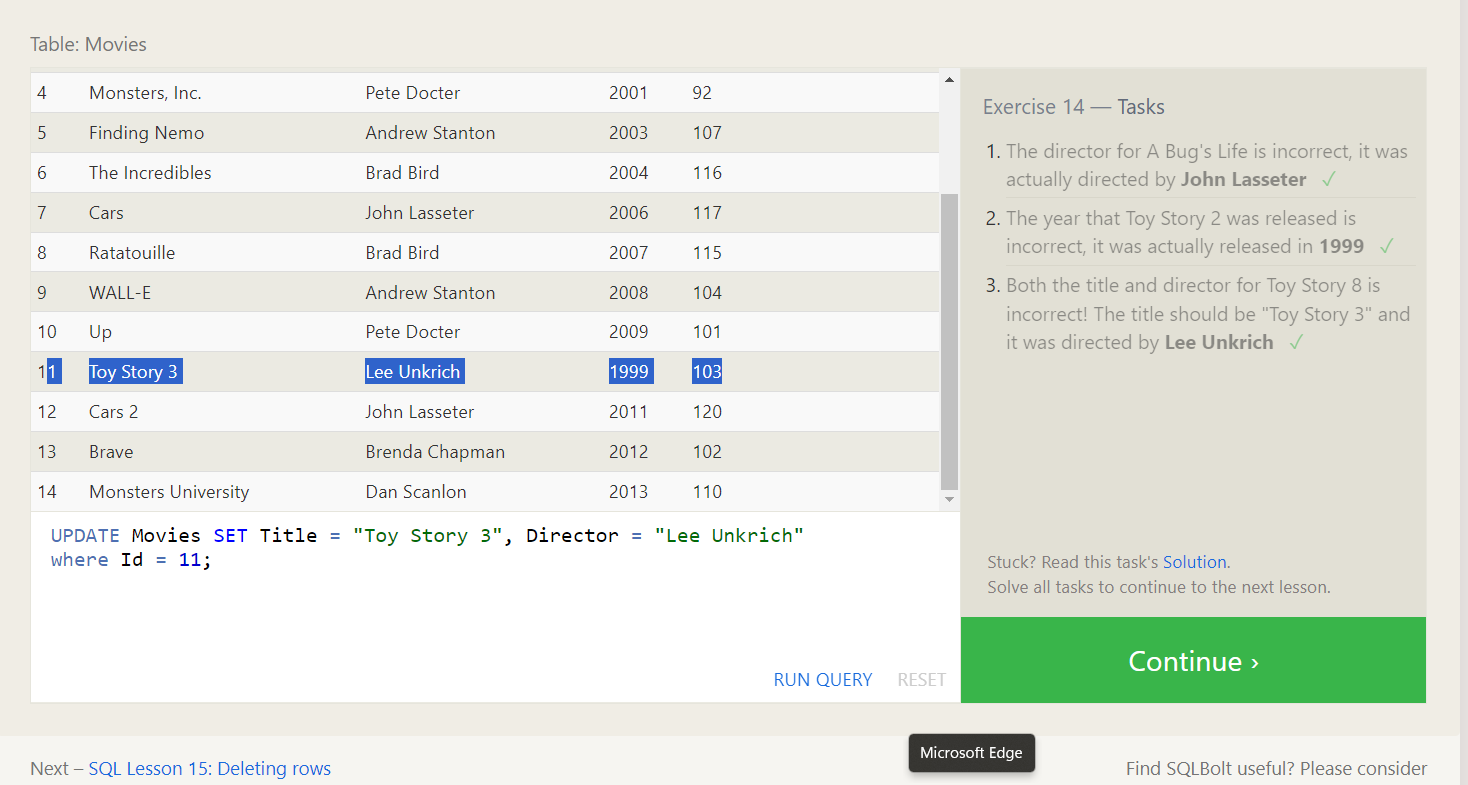 Table: Movies
4 Monsters, Inc. Pete Docter 2001 92
5 Finding Nemo Andrew Stanton 2003 107
6 The Incredibles Brad Bird 2004 116
7 Cars John Lasseter 2006 117
8 Ratatouille Brad Bird 2007 115
9 WALL-E Andrew Stanton 2008 104
10 Up Pete Docter 2009 101
11 Toy Story 3 Lee Unkrich 1999 103
12 Cars 2 John Lasseter 2011 120
13 Brave Brenda Chapman 2012 102
14 Monsters University Dan Scanlon 2013 110
UPDATE Movies SET Title = "Toy Story 3", Director = "Lee Unkrich"
where Id = 11;
RUN QUERY RESET
Exercise 14 — Tasks
1. The director for A Bug's Life is incorrect, it was
actually directed by John Lasseter ✓
2. The year that Toy Story 2 was released is
incorrect, it was actually released in 1999 ✓
3. Both the title and director for Toy Story 8 is
incorrect! The title should be "Toy Story 3" and
it was directed by Lee Unkrich ✓
Stuck? Read this task's Solution.
Solve all tasks to continue to the next lesson.
Continue ›
Microsoft Edge
Next – SQL Lesson 15: Deleting rows
Find SQLBolt useful? Please consider